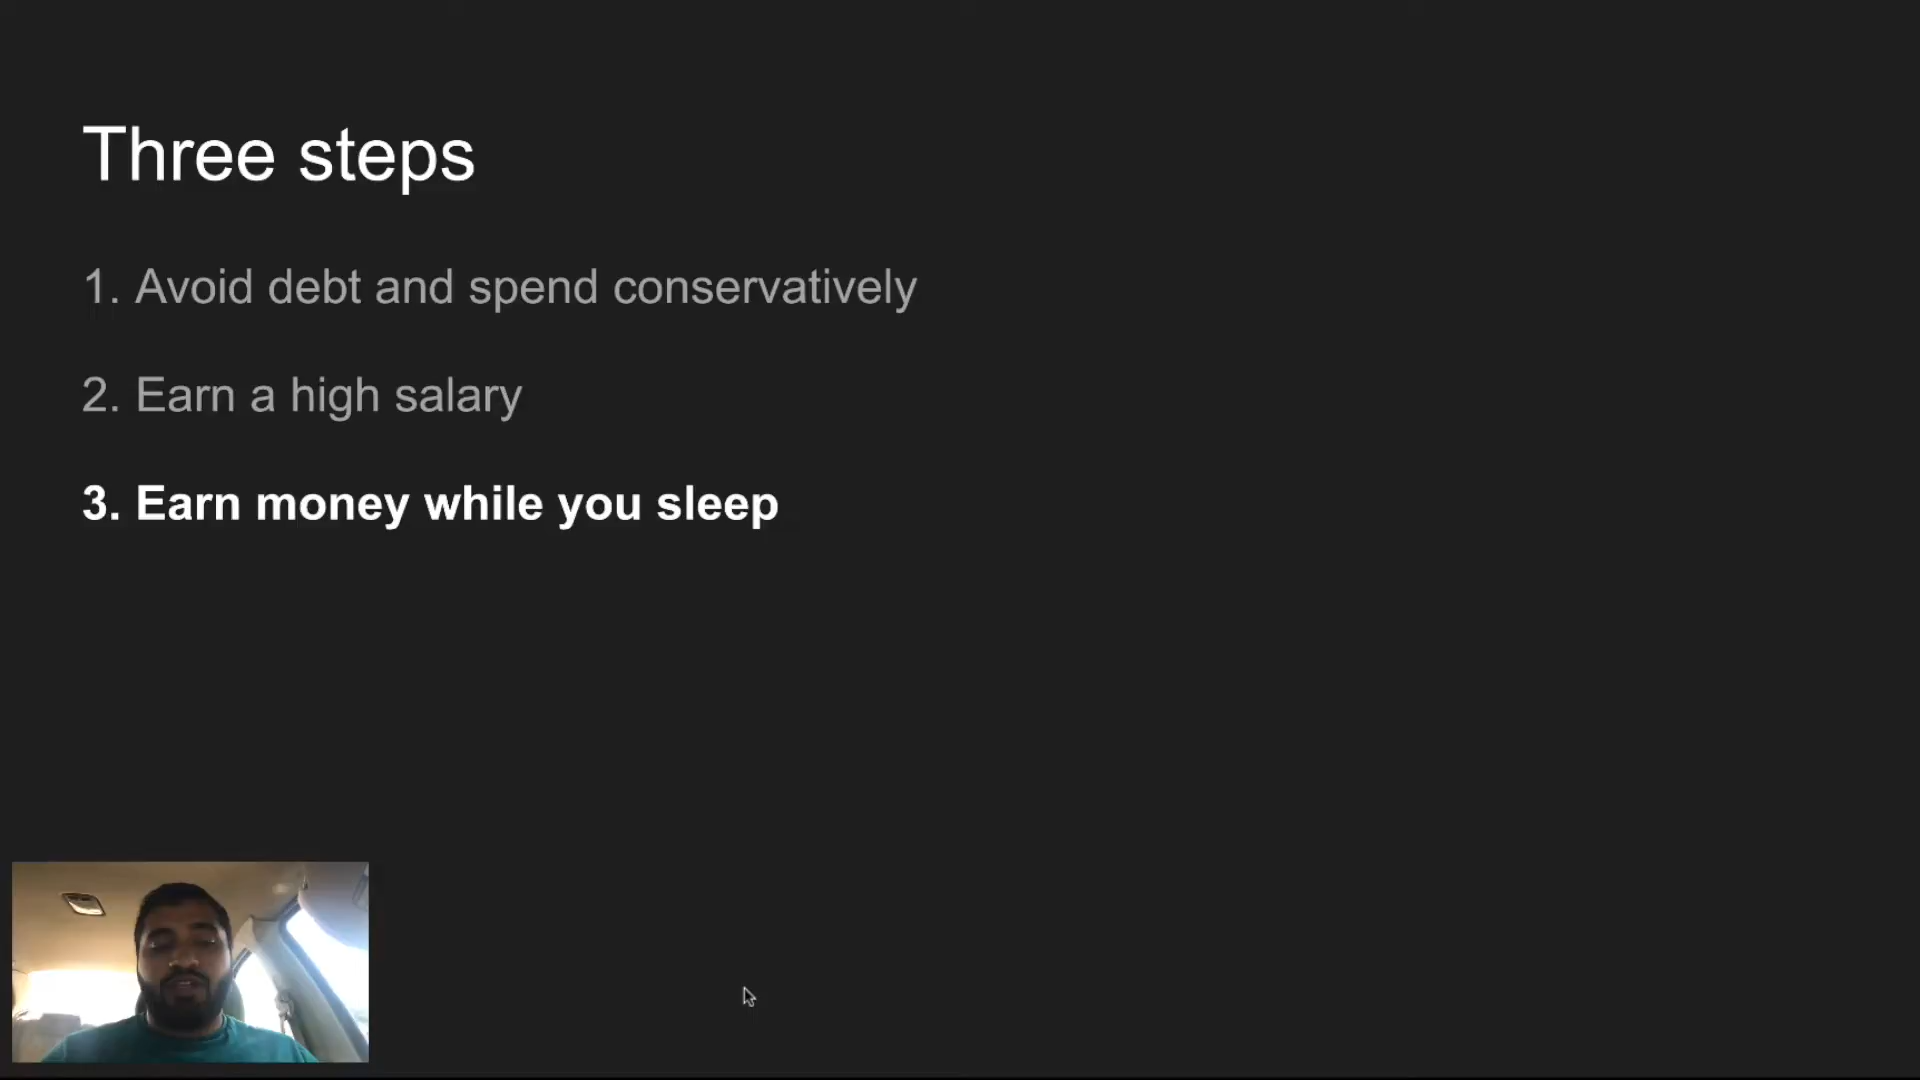 Three steps
1. Avoid debt and spend conservatively
2. Earn a high salary
3. Earn money while you sleep